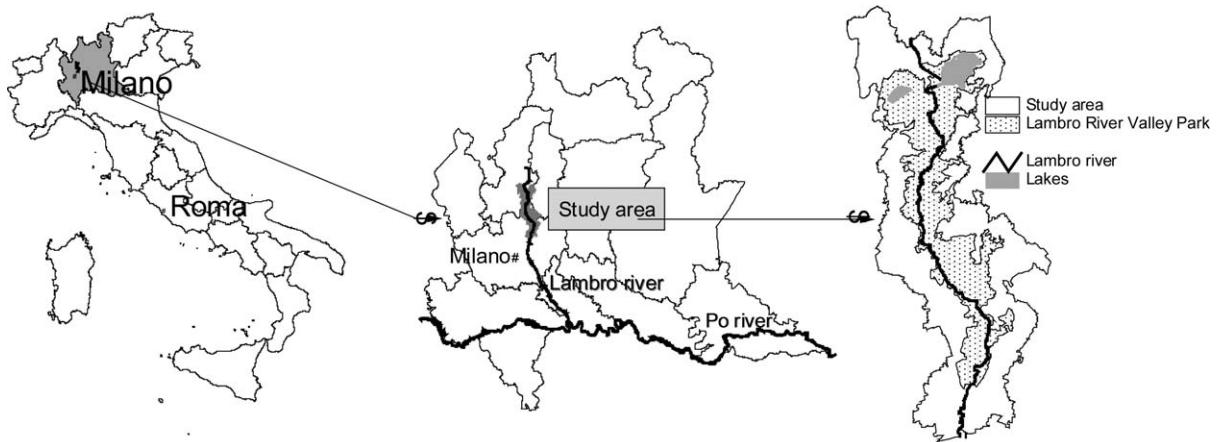 Milano
Roma
Study area
Milano#
Lambro river
Po river
Study area
Lambro River Valley Park
Lambro river
Lakes